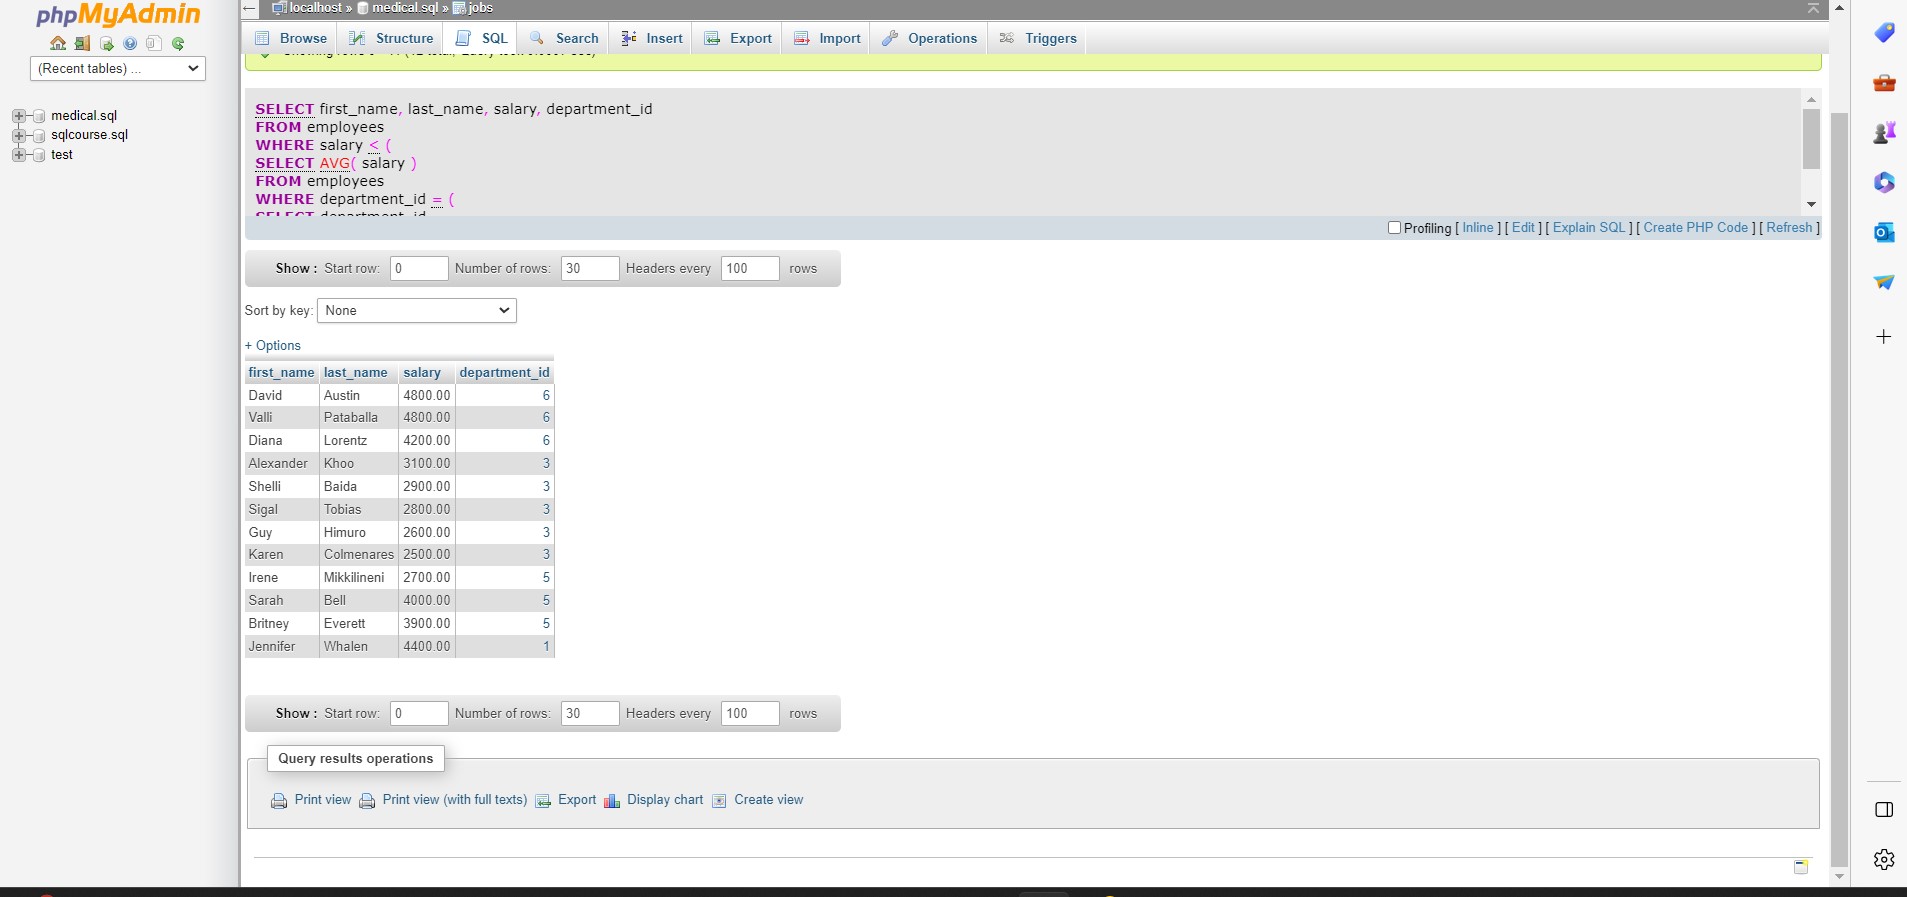 phpMyAdmin
(Recent tables) ...
medical.sql
sqlcourse.sql
test
localhost » medical.sql » jobs
Browse Structure SQL Search Insert Export Import Operations Triggers
SELECT first_name, last_name, salary, department_id
FROM employees
WHERE salary < (
SELECT AVG( salary )
FROM employees
WHERE department_id = (
SELECT department_id
Profiling [ Inline ] [ Edit ] [ Explain SQL ] [ Create PHP Code ] [ Refresh ]
Show : Start row: 0 Number of rows: 30 Headers every 100 rows
Sort by key: None
+ Options
first_name last_name salary department_id
David Austin 4800.00 6
Valli Pataballa 4800.00 6
Diana Lorentz 4200.00 6
Alexander Khoo 3100.00 3
Shelli Baida 2900.00 3
Sigal Tobias 2800.00 3
Guy Himuro 2600.00 3
Karen Colmenares 2500.00 3
Irene Mikkilineni 2700.00 5
Sarah Bell 4000.00 5
Britney Everett 3900.00 5
Jennifer Whalen 4400.00 1
Show : Start row: 0 Number of rows: 30 Headers every 100 rows
Query results operations
Print view Print view (with full texts) Export Display chart Create view